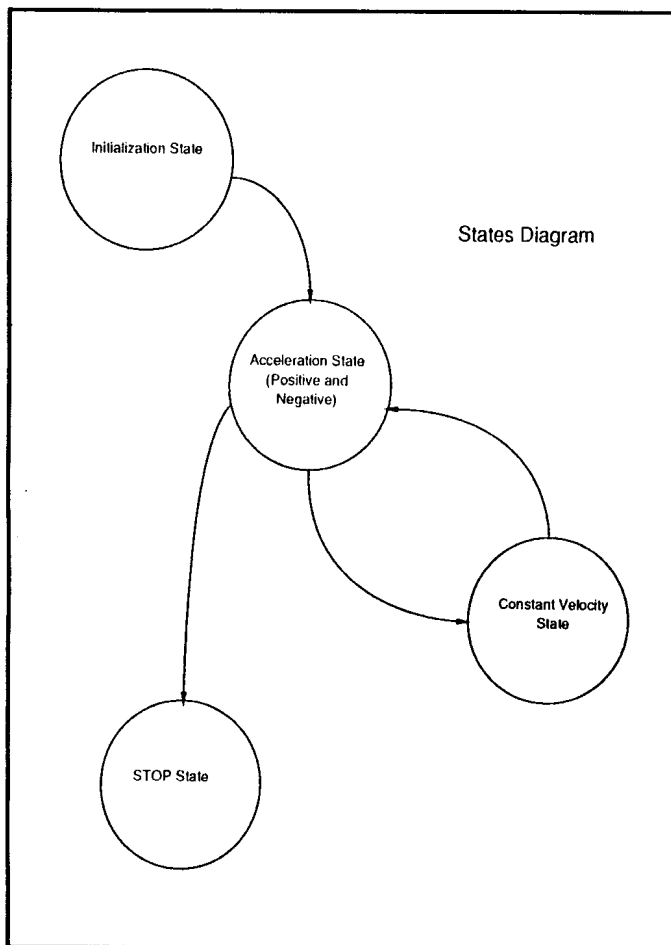 Initialization State
States Diagram
Acceleration State
(Positive and
Negative)
Constant Velocity
State
STOP State